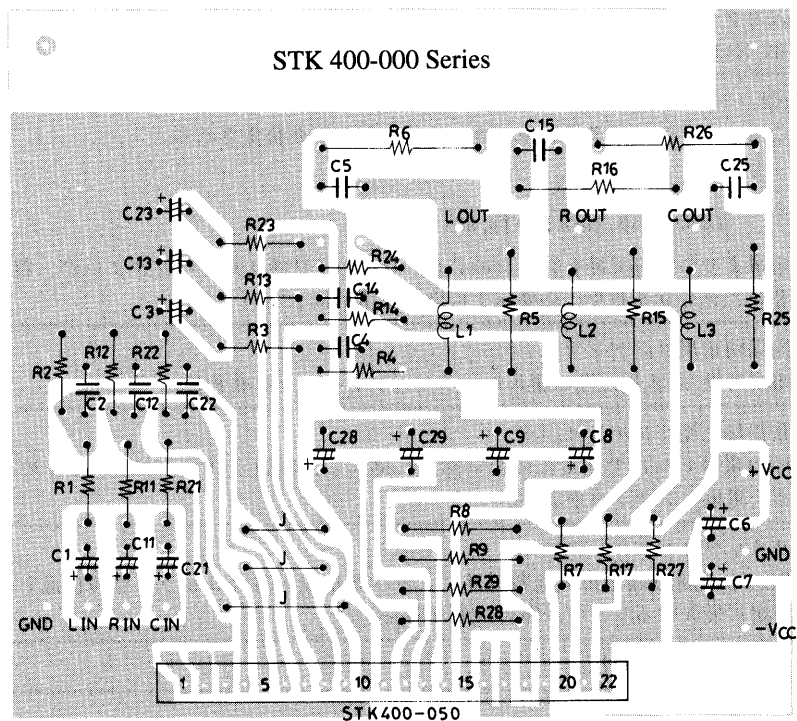 STK 400-000 Series
R6
C15
R26
C5
R16
C25
C23
L OUT R OUT C OUT
R23
R24
C13
R13
C14
R14
C3
R3
C4
R4
L1
R5
L2
R15
L3
R25
R2
R12
R22
C2
C12
C22
C28
C29
C9
C8
R1
R11
R21
+VCC
J
R8
C6
C1
C11
C21
J
R9
R7
R17
R27
GND
C7
J
R29
R28
GND L IN R IN C IN
-VCC
1 5 10 15 20 22
STK400-050